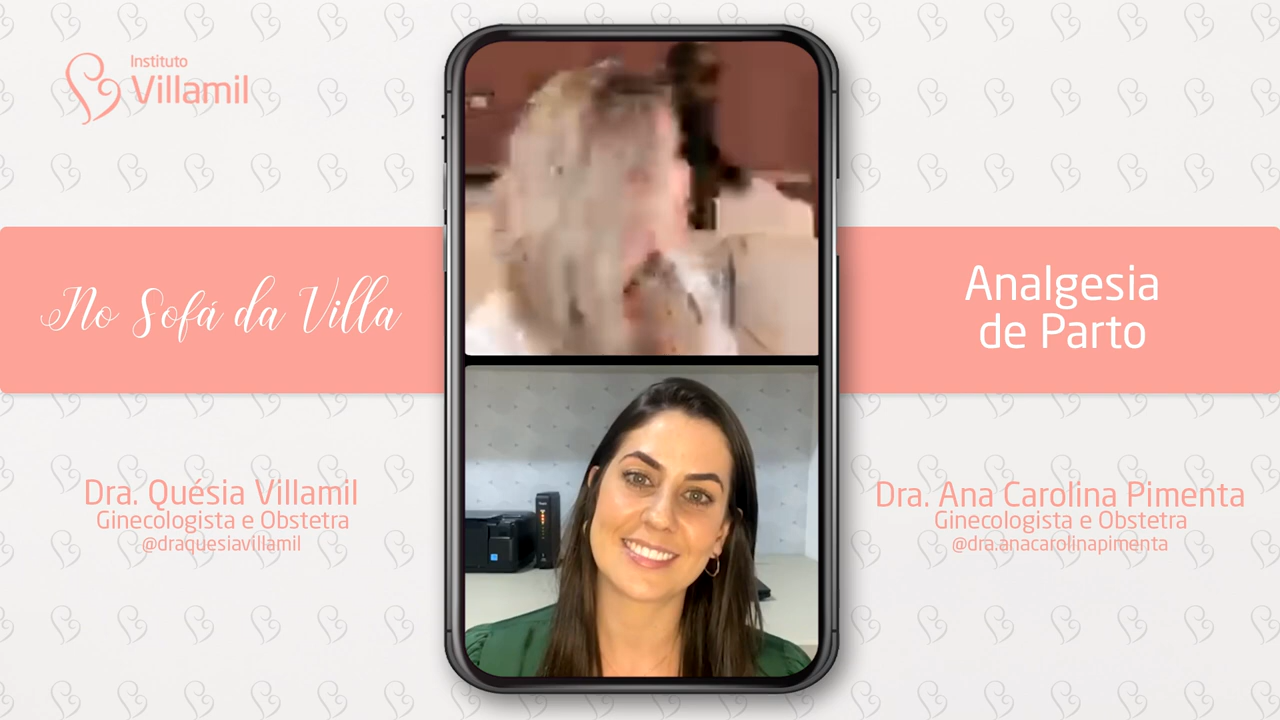 Instituto
Villamil
No Sofá da Villa
Analgesia
de Parto
Dra. Quésia Villamil
Ginecologista e Obstetra
@draquesiavillamil
Dra. Ana Carolina Pimenta
Ginecologista e Obstetra
@dra.anacarolinapimenta